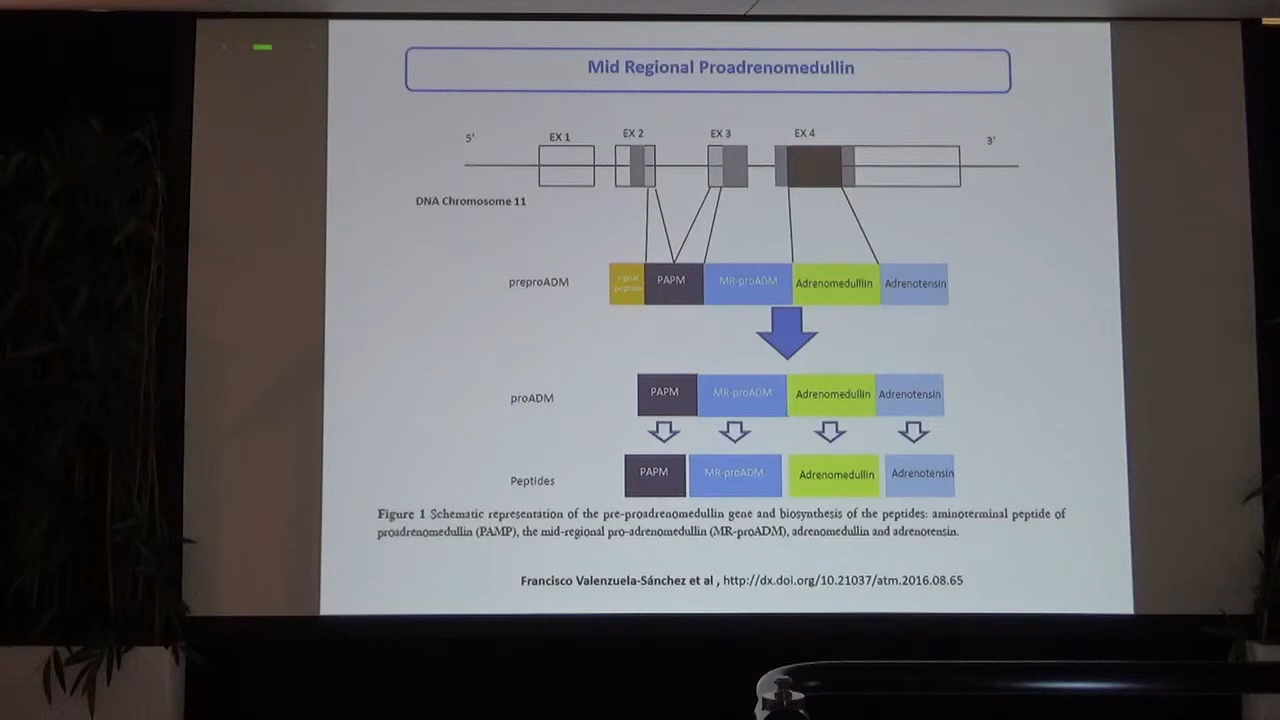 Mid Regional Proadrenomedullin
5' EX 1 EX 2 EX 3 EX 4 3'
DNA Chromosome 11
preproADM signal peptide PAPM MR-proADM Adrenomedulllin Adrenotensin
proADM PAPM MR-proADM Adrenomedullin Adrenotensin
Peptides PAPM MR-proADM Adrenomedullin Adrenotensin
Figure 1 Schematic representation of the pre-proadrenomedullin gene and biosynthesis of the peptides: aminoterminal peptide of
proadrenomedullin (PAMP), the mid-regional pro-adrenomedullin (MR-proADM), adrenomedullin and adrenotensin.
Francisco Valenzuela-Sánchez et al , http://dx.doi.org/10.21037/atm.2016.08.65